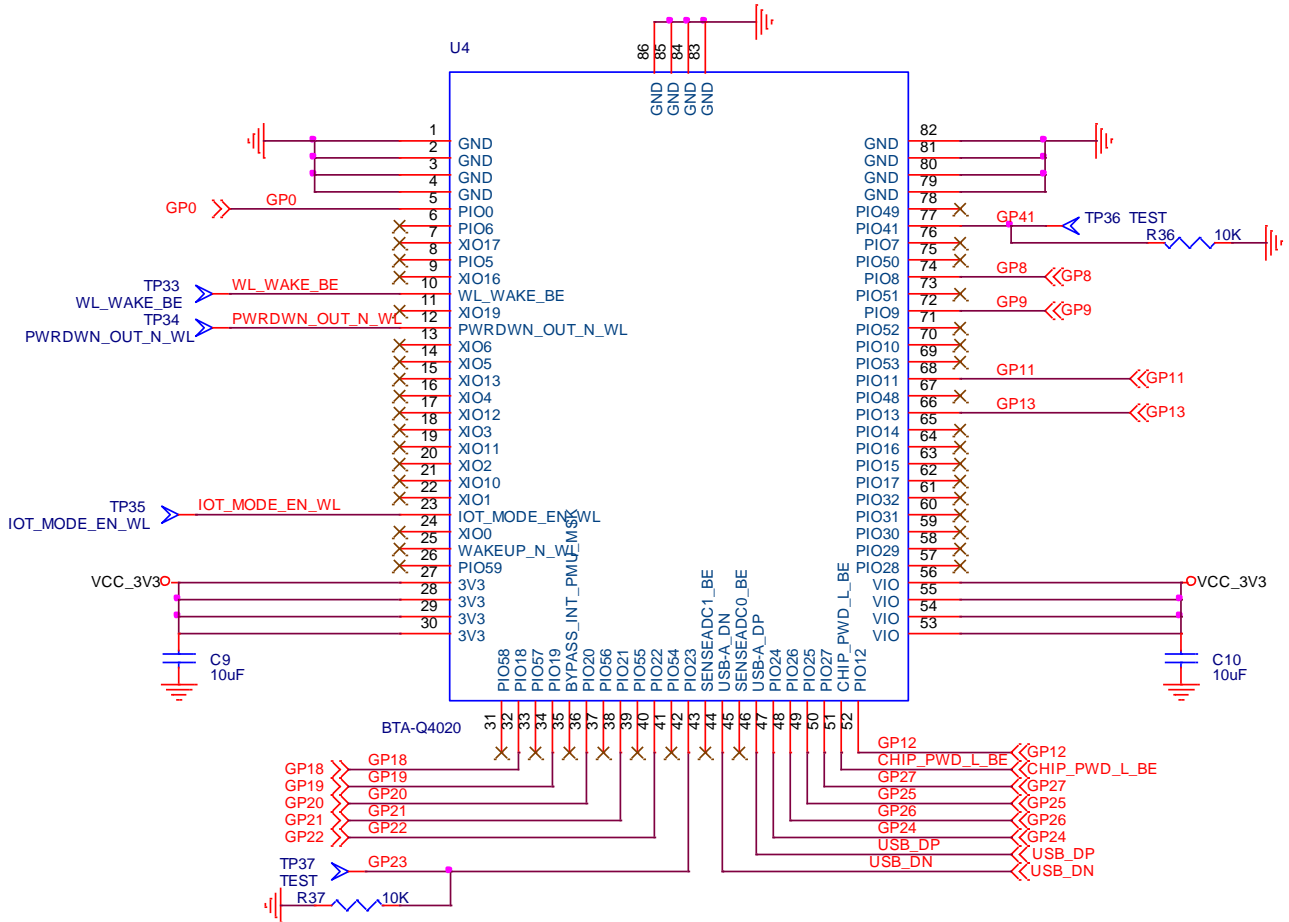 86
85
84
83
U4
GND
GND
GND
GND
1
GND
2
GND
3
GND
4
GND
GP0
GP0
5
PIO0
6
PIO6
7
XIO17
8
PIO5
9
XIO16
TP33
WL_WAKE_BE
WL_WAKE_BE
10
WL_WAKE_BE
11
XIO19
TP34
PWRDWN_OUT_N_WL
PWRDWN_OUT_N_WL
12
PWRDWN_OUT_N_WL
13
XIO6
14
XIO5
15
XIO13
16
XIO4
17
XIO12
18
XIO3
19
XIO11
20
XIO2
21
XIO10
22
XIO1
TP35
IOT_MODE_EN_WL
IOT_MODE_EN_WL
23
IOT_MODE_EN_WL
24
XIO0
25
WAKEUP_N_WL
26
PIO59
VCC_3V3
27
3V3
28
3V3
29
3V3
30
3V3
C9
10uF
82
GND
81
GND
80
GND
79
GND
78
PIO49
77
PIO41
GP41
TP36 TEST
R36
10K
76
PIO7
75
PIO50
74
PIO8
GP8
GP8
73
PIO51
72
PIO9
GP9
GP9
71
PIO52
70
PIO10
69
PIO53
68
PIO11
GP11
GP11
67
PIO48
66
PIO13
GP13
GP13
65
PIO14
64
PIO16
63
PIO15
62
PIO17
61
PIO32
60
PIO31
59
PIO30
58
PIO29
57
PIO28
56
VIO
VCC_3V3
55
VIO
54
VIO
53
VIO
C10
10uF
PIO58
PIO18
PIO57
PIO19
BYPASS_INT_PMU_MSK
PIO20
PIO56
PIO21
PIO55
PIO22
PIO54
PIO23
SENSEADC1_BE
USB-A_DN
SENSEADC0_BE
USB-A_DP
PIO24
PIO26
PIO25
PIO27
CHIP_PWD_L_BE
PIO12
BTA-Q4020
31
32
33
34
35
36
37
38
39
40
41
42
43
44
45
46
47
48
49
50
51
52
GP18
GP18
GP19
GP19
GP20
GP20
GP21
GP21
GP22
GP22
TP37
TEST
GP23
R37
10K
GP12
GP12
CHIP_PWD_L_BE
CHIP_PWD_L_BE
GP27
GP27
GP25
GP25
GP26
GP26
GP24
GP24
USB_DP
USB_DP
USB_DN
USB_DN